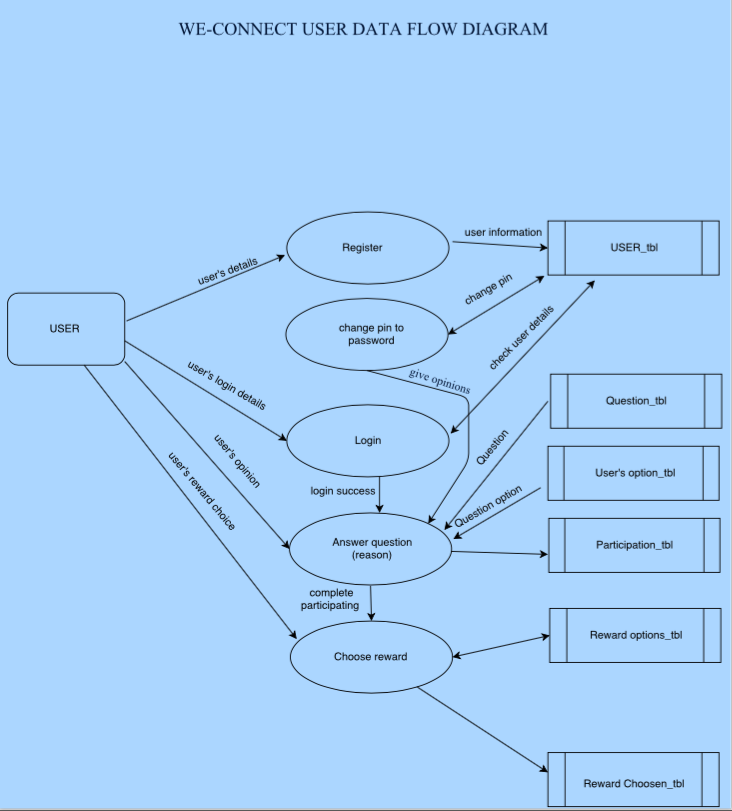 WE-CONNECT USER DATA FLOW DIAGRAM
user information
Register
USER_tbl
user's details
change pin
USER
change pin to
password
check user details
give opinions
user's login details
Question_tbl
Login
Question
user's opinion
User's option_tbl
user's reward choice
login success
Question option
Answer question
(reason)
Participation_tbl
complete
participating
Reward options_tbl
Choose reward
Reward Choosen_tbl